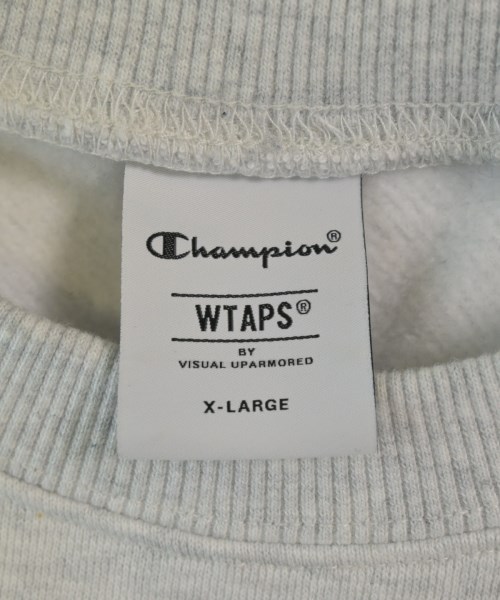 Champion®
WTAPS®
BY
VISUAL UPARMORED
X-LARGE